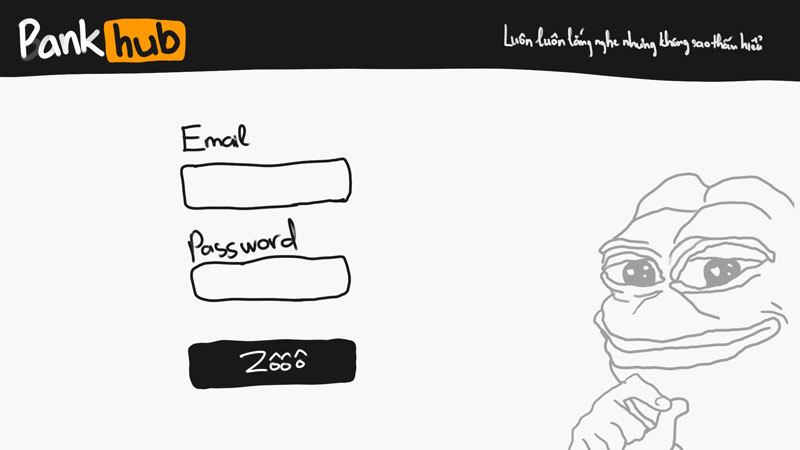 Pank hub
Luôn luôn lắng nghe nhưng không sao thấu hiểu
Email
Password
Zôôô